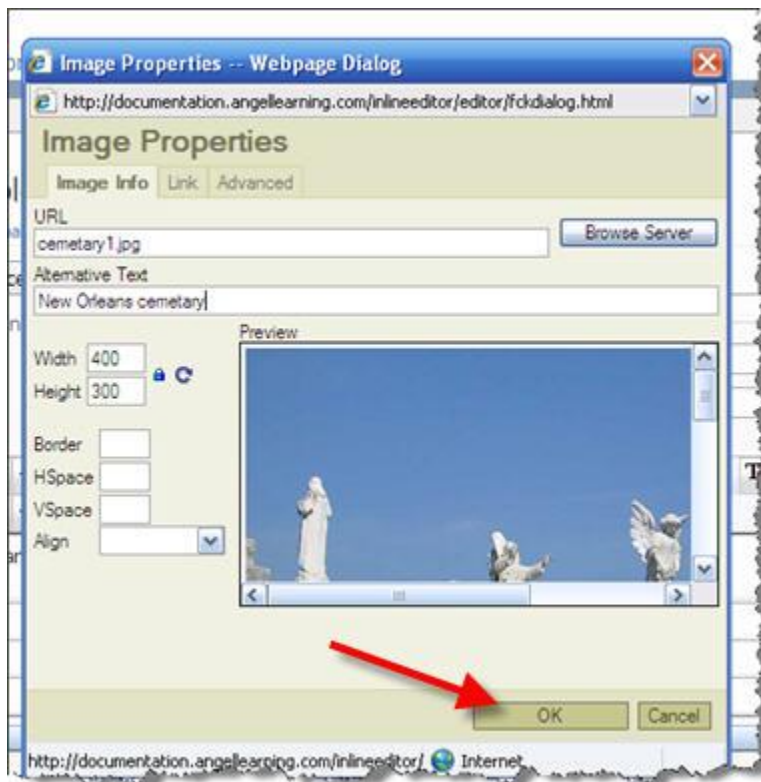 Image Properties -- Webpage Dialog
http://documentation.angellearning.com/inlineeditor/editor/fckdialog.html
Image Properties
Image Info Link Advanced
URL
cemetary1.jpg
Browse Server
Alternative Text
New Orleans cemetary
Preview
Width 400
Height 300
Border
HSpace
VSpace
Align
OK Cancel
http://documentation.angellearning.com/inlineeditor/ Internet